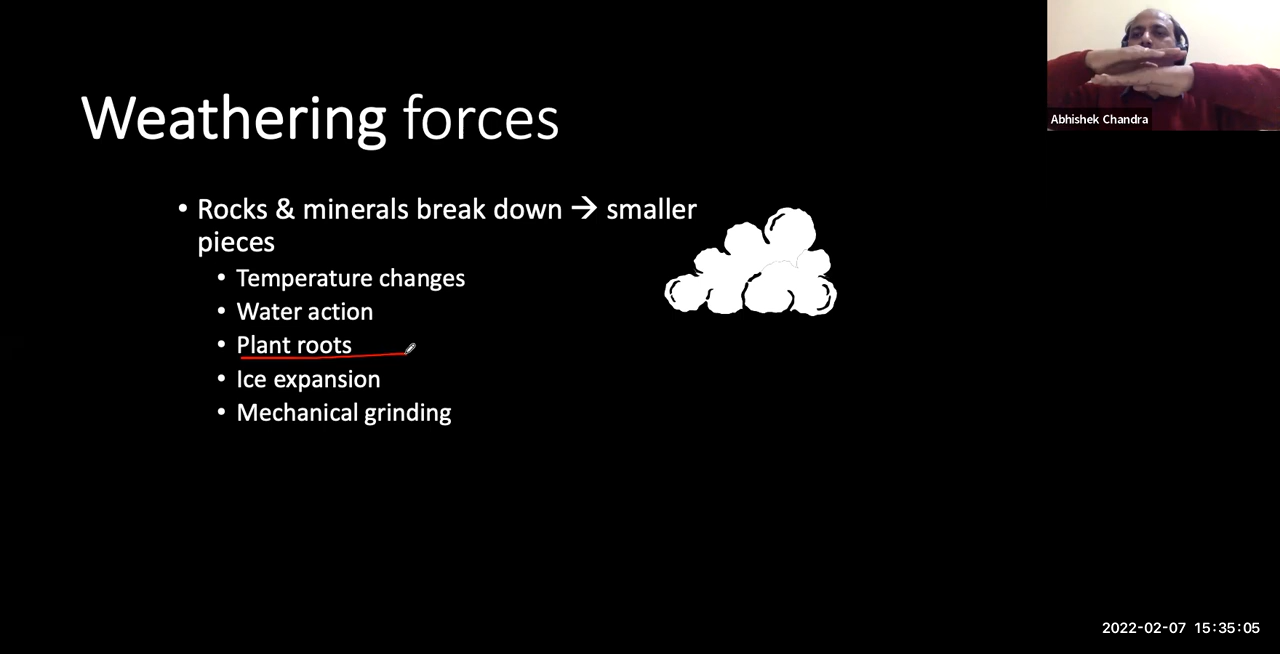 Abhishek Chandra
Weathering forces
• Rocks & minerals break down → smaller
pieces
• Temperature changes
• Water action
• Plant roots
• Ice expansion
• Mechanical grinding
2022-02-07 15:35:05